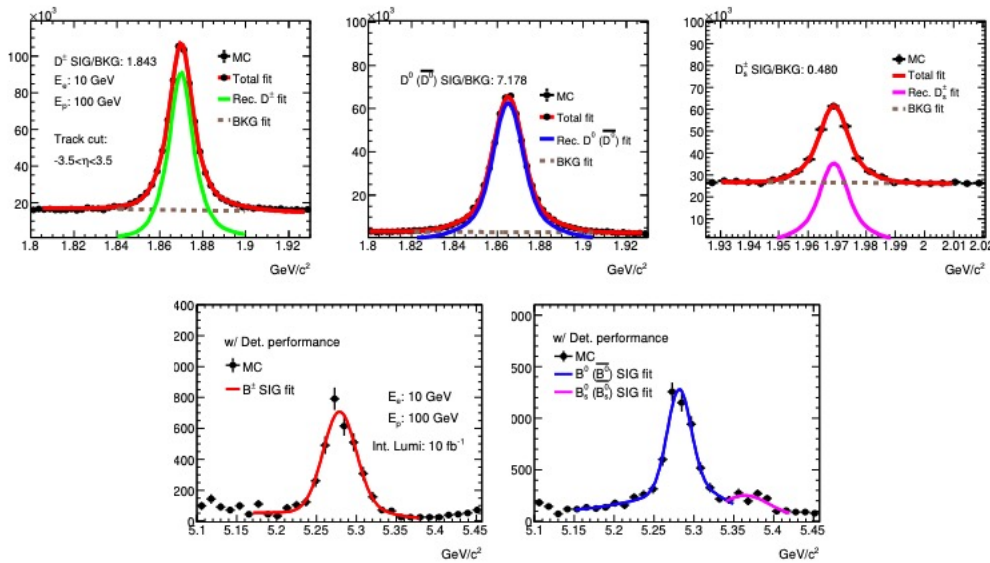 ×10³
100
80
60
40
20
D± SIG/BKG: 1.843
E_e: 10 GeV
E_p: 100 GeV
Track cut:
-3.5<η<3.5
MC
Total fit
Rec. D± fit
BKG fit
1.8 1.82 1.84 1.86 1.88 1.9 1.92
GeV/c²
×10³
100
80
60
40
20
D⁰ (D̅⁰) SIG/BKG: 7.178
MC
Total fit
Rec. D⁰ (D̅⁰) fit
BKG fit
1.8 1.82 1.84 1.86 1.88 1.9 1.92
GeV/c²
×10³
100
90
80
70
60
50
40
30
20
10
D_s± SIG/BKG: 0.480
MC
Total fit
Rec. D_s± fit
BKG fit
1.93 1.94 1.95 1.96 1.97 1.98 1.99 2 2.01 2.02
GeV/c²
400
200
000
800
600
400
200
0
w/ Det. performance
MC
B± SIG fit
E_e: 10 GeV
E_p: 100 GeV
Int. Lumi: 10 fb⁻¹
5.1 5.15 5.2 5.25 5.3 5.35 5.4 5.45
GeV/c²
000
500
000
500
0
w/ Det. performance
MC
B⁰ (B̅⁰) SIG fit
B_s⁰ (B̅_s⁰) SIG fit
5.1 5.15 5.2 5.25 5.3 5.35 5.4 5.45
GeV/c²